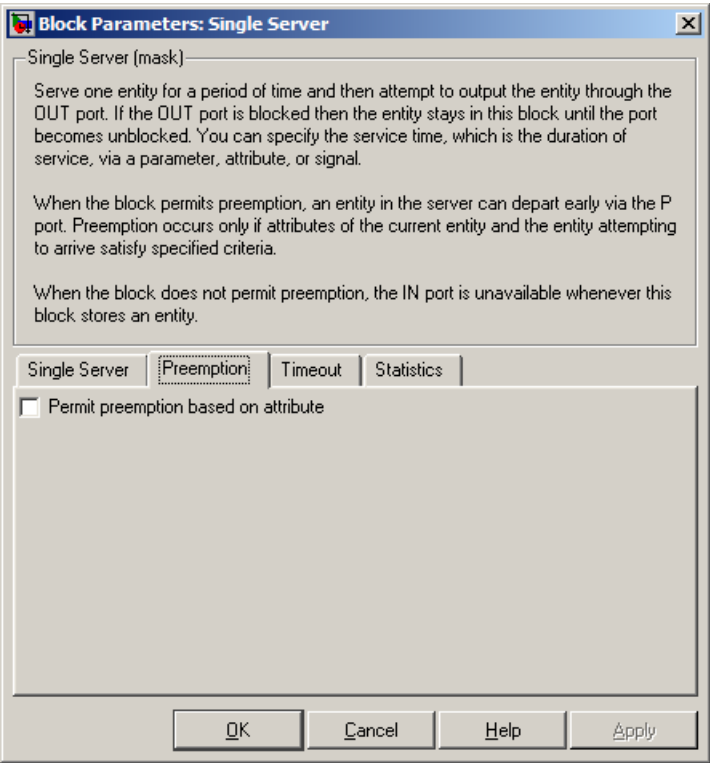 Block Parameters: Single Server
Single Server (mask)
Serve one entity for a period of time and then attempt to output the entity through the
OUT port. If the OUT port is blocked then the entity stays in this block until the port
becomes unblocked. You can specify the service time, which is the duration of
service, via a parameter, attribute, or signal.
When the block permits preemption, an entity in the server can depart early via the P
port. Preemption occurs only if attributes of the current entity and the entity attempting
to arrive satisfy specified criteria.
When the block does not permit preemption, the IN port is unavailable whenever this
block stores an entity.
Single Server Preemption Timeout Statistics
Permit preemption based on attribute
OK Cancel Help Apply